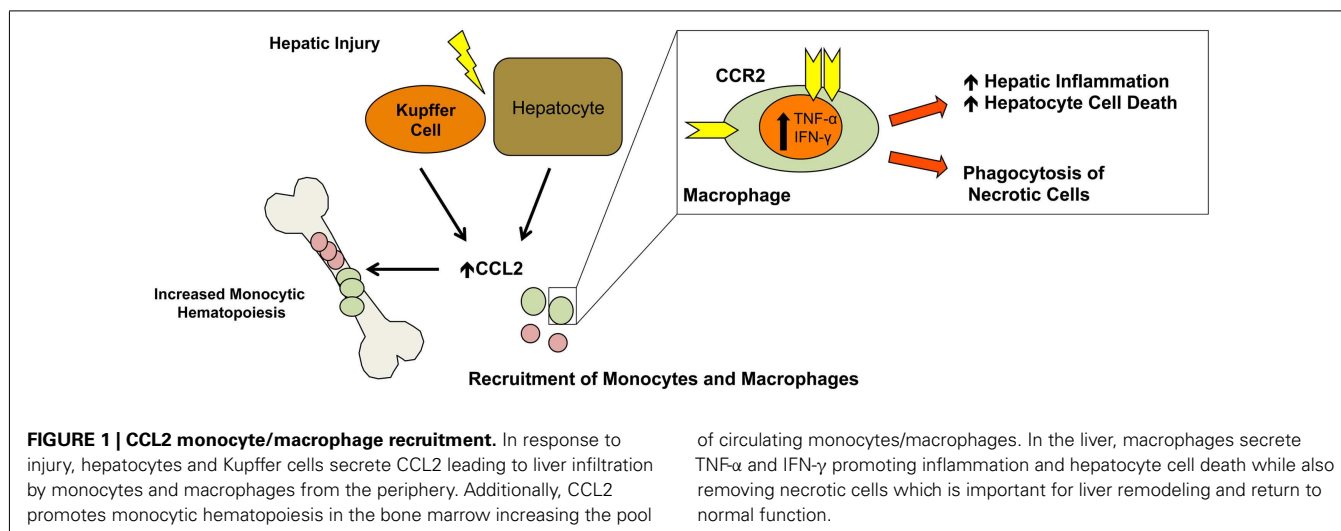 Hepatic Injury
Kupffer
Cell
Hepatocyte
CCR2
TNF-α
IFN-γ
Macrophage
Hepatic Inflammation
Hepatocyte Cell Death
Phagocytosis of
Necrotic Cells
CCL2
Increased Monocytic
Hematopoiesis
Recruitment of Monocytes and Macrophages
FIGURE 1 | CCL2 monocyte/macrophage recruitment. In response to
injury, hepatocytes and Kupffer cells secrete CCL2 leading to liver infiltration
by monocytes and macrophages from the periphery. Additionally, CCL2
promotes monocytic hematopoiesis in the bone marrow increasing the pool
of circulating monocytes/macrophages. In the liver, macrophages secrete
TNF-α and IFN-γ promoting inflammation and hepatocyte cell death while also
removing necrotic cells which is important for liver remodeling and return to
normal function.